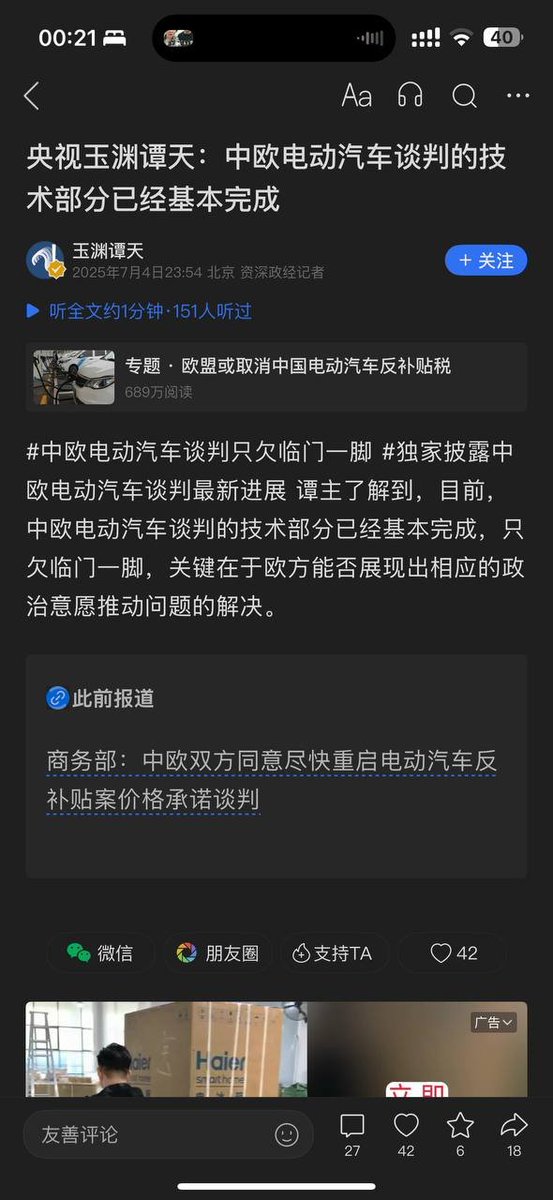 00:21
40
Aa
央视玉渊谭天：中欧电动汽车谈判的技
术部分已经基本完成
玉渊谭天
2025年7月4日23:54 北京 资深政经记者
+ 关注
听全文约1分钟·151人听过
专题 · 欧盟或取消中国电动汽车反补贴税
689万阅读
#中欧电动汽车谈判只欠临门一脚 #独家披露中
欧电动汽车谈判最新进展 谭主了解到，目前，
中欧电动汽车谈判的技术部分已经基本完成，只
欠临门一脚，关键在于欧方能否展现出相应的政
治意愿推动问题的解决。
此前报道
商务部：中欧双方同意尽快重启电动汽车反
补贴案价格承诺谈判
微信
朋友圈
支持TA
42
广告
Haier
smart home
立即
友善评论
27
42
6
18